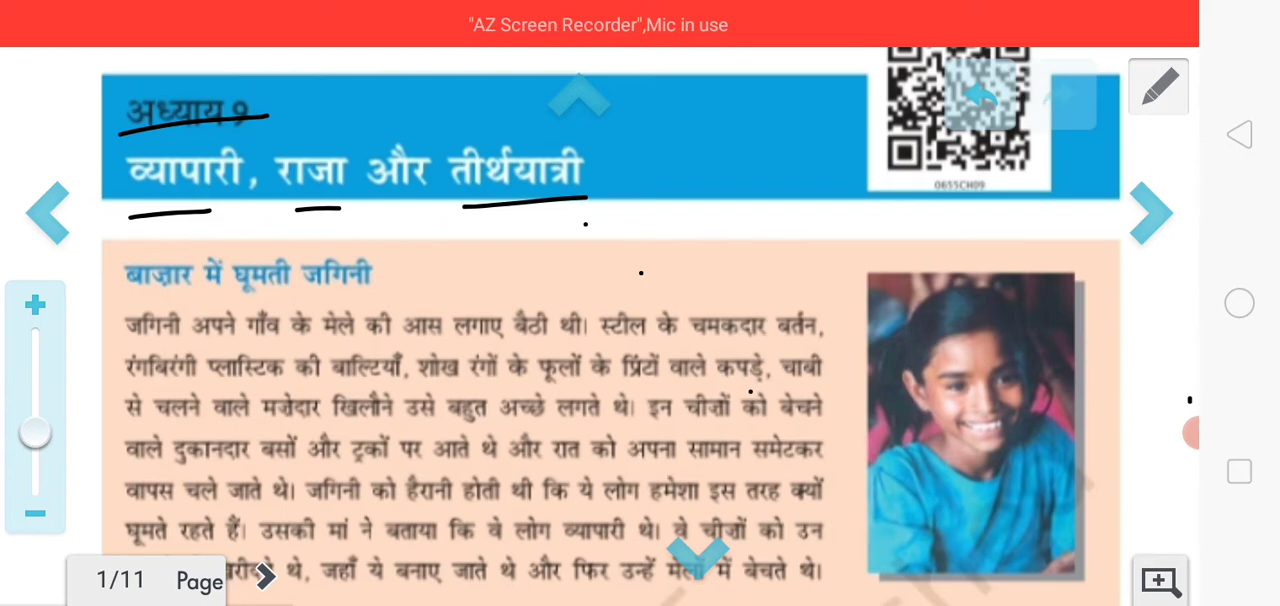 "AZ Screen Recorder",Mic in use
अध्याय 9
व्यापारी, राजा और तीर्थयात्री
0655CH09
बाज़ार में घूमती जगिनी
जगिनी अपने गाँव के मेले की आस लगाए बैठी थी। स्टील के चमकदार बर्तन,
रंगबिरंगी प्लास्टिक की बाल्टियाँ, शोख रंगों के फूलों के प्रिंटों वाले कपड़े, चाबी
से चलने वाले मज़ेदार खिलौने उसे बहुत अच्छे लगते थे। इन चीज़ों को बेचने
वाले दुकानदार बसों और ट्रकों पर आते थे और रात को अपना सामान समेटकर
वापस चले जाते थे। जगिनी को हैरानी होती थी कि ये लोग हमेशा इस तरह क्यों
घूमते रहते हैं। उसकी मां ने बताया कि वे लोग व्यापारी थे। वे चीज़ों को उन
थे, जहाँ ये बनाए जाते थे और फिर उन्हें मेलों में बेचते थे।
1/11 Page